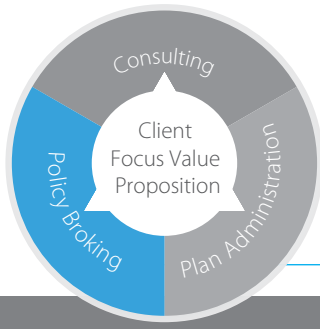 Consulting
Client
Focus Value
Proposition
Policy Broking
Plan Administration